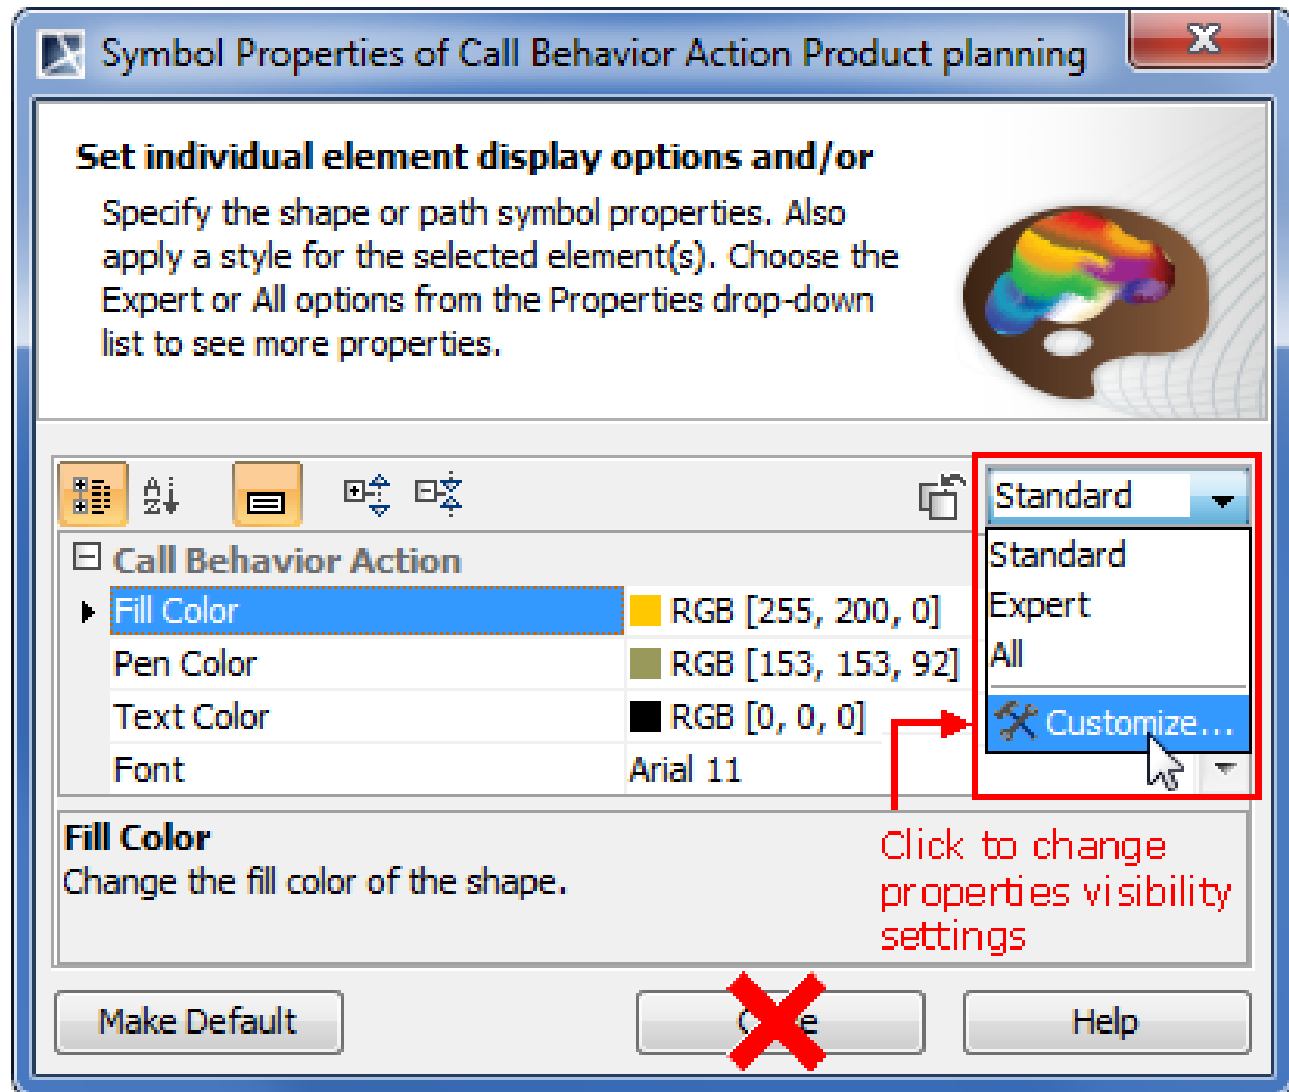 Symbol Properties of Call Behavior Action Product planning
Set individual element display options and/or
Specify the shape or path symbol properties. Also
apply a style for the selected element(s). Choose the
Expert or All options from the Properties drop-down
list to see more properties.
Standard
Standard
Expert
All
Customize...
Call Behavior Action
Fill Color RGB [255, 200, 0]
Pen Color RGB [153, 153, 92]
Text Color RGB [0, 0, 0]
Font Arial 11
Fill Color
Change the fill color of the shape.
Click to change
properties visibility
settings
Make Default
Help